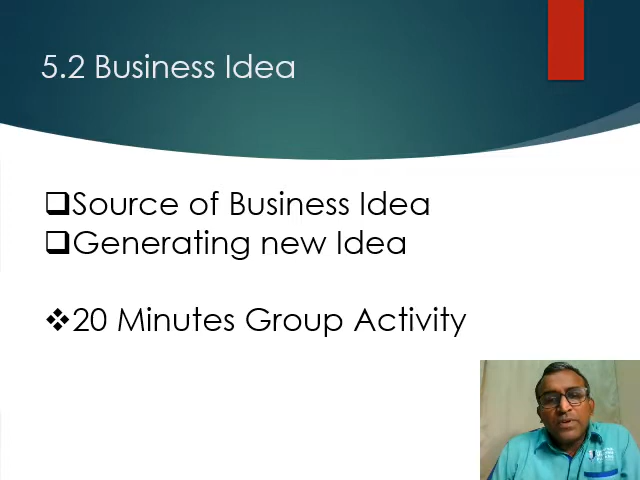 5.2 Business Idea
❑Source of Business Idea
❑Generating new Idea
❖20 Minutes Group Activity